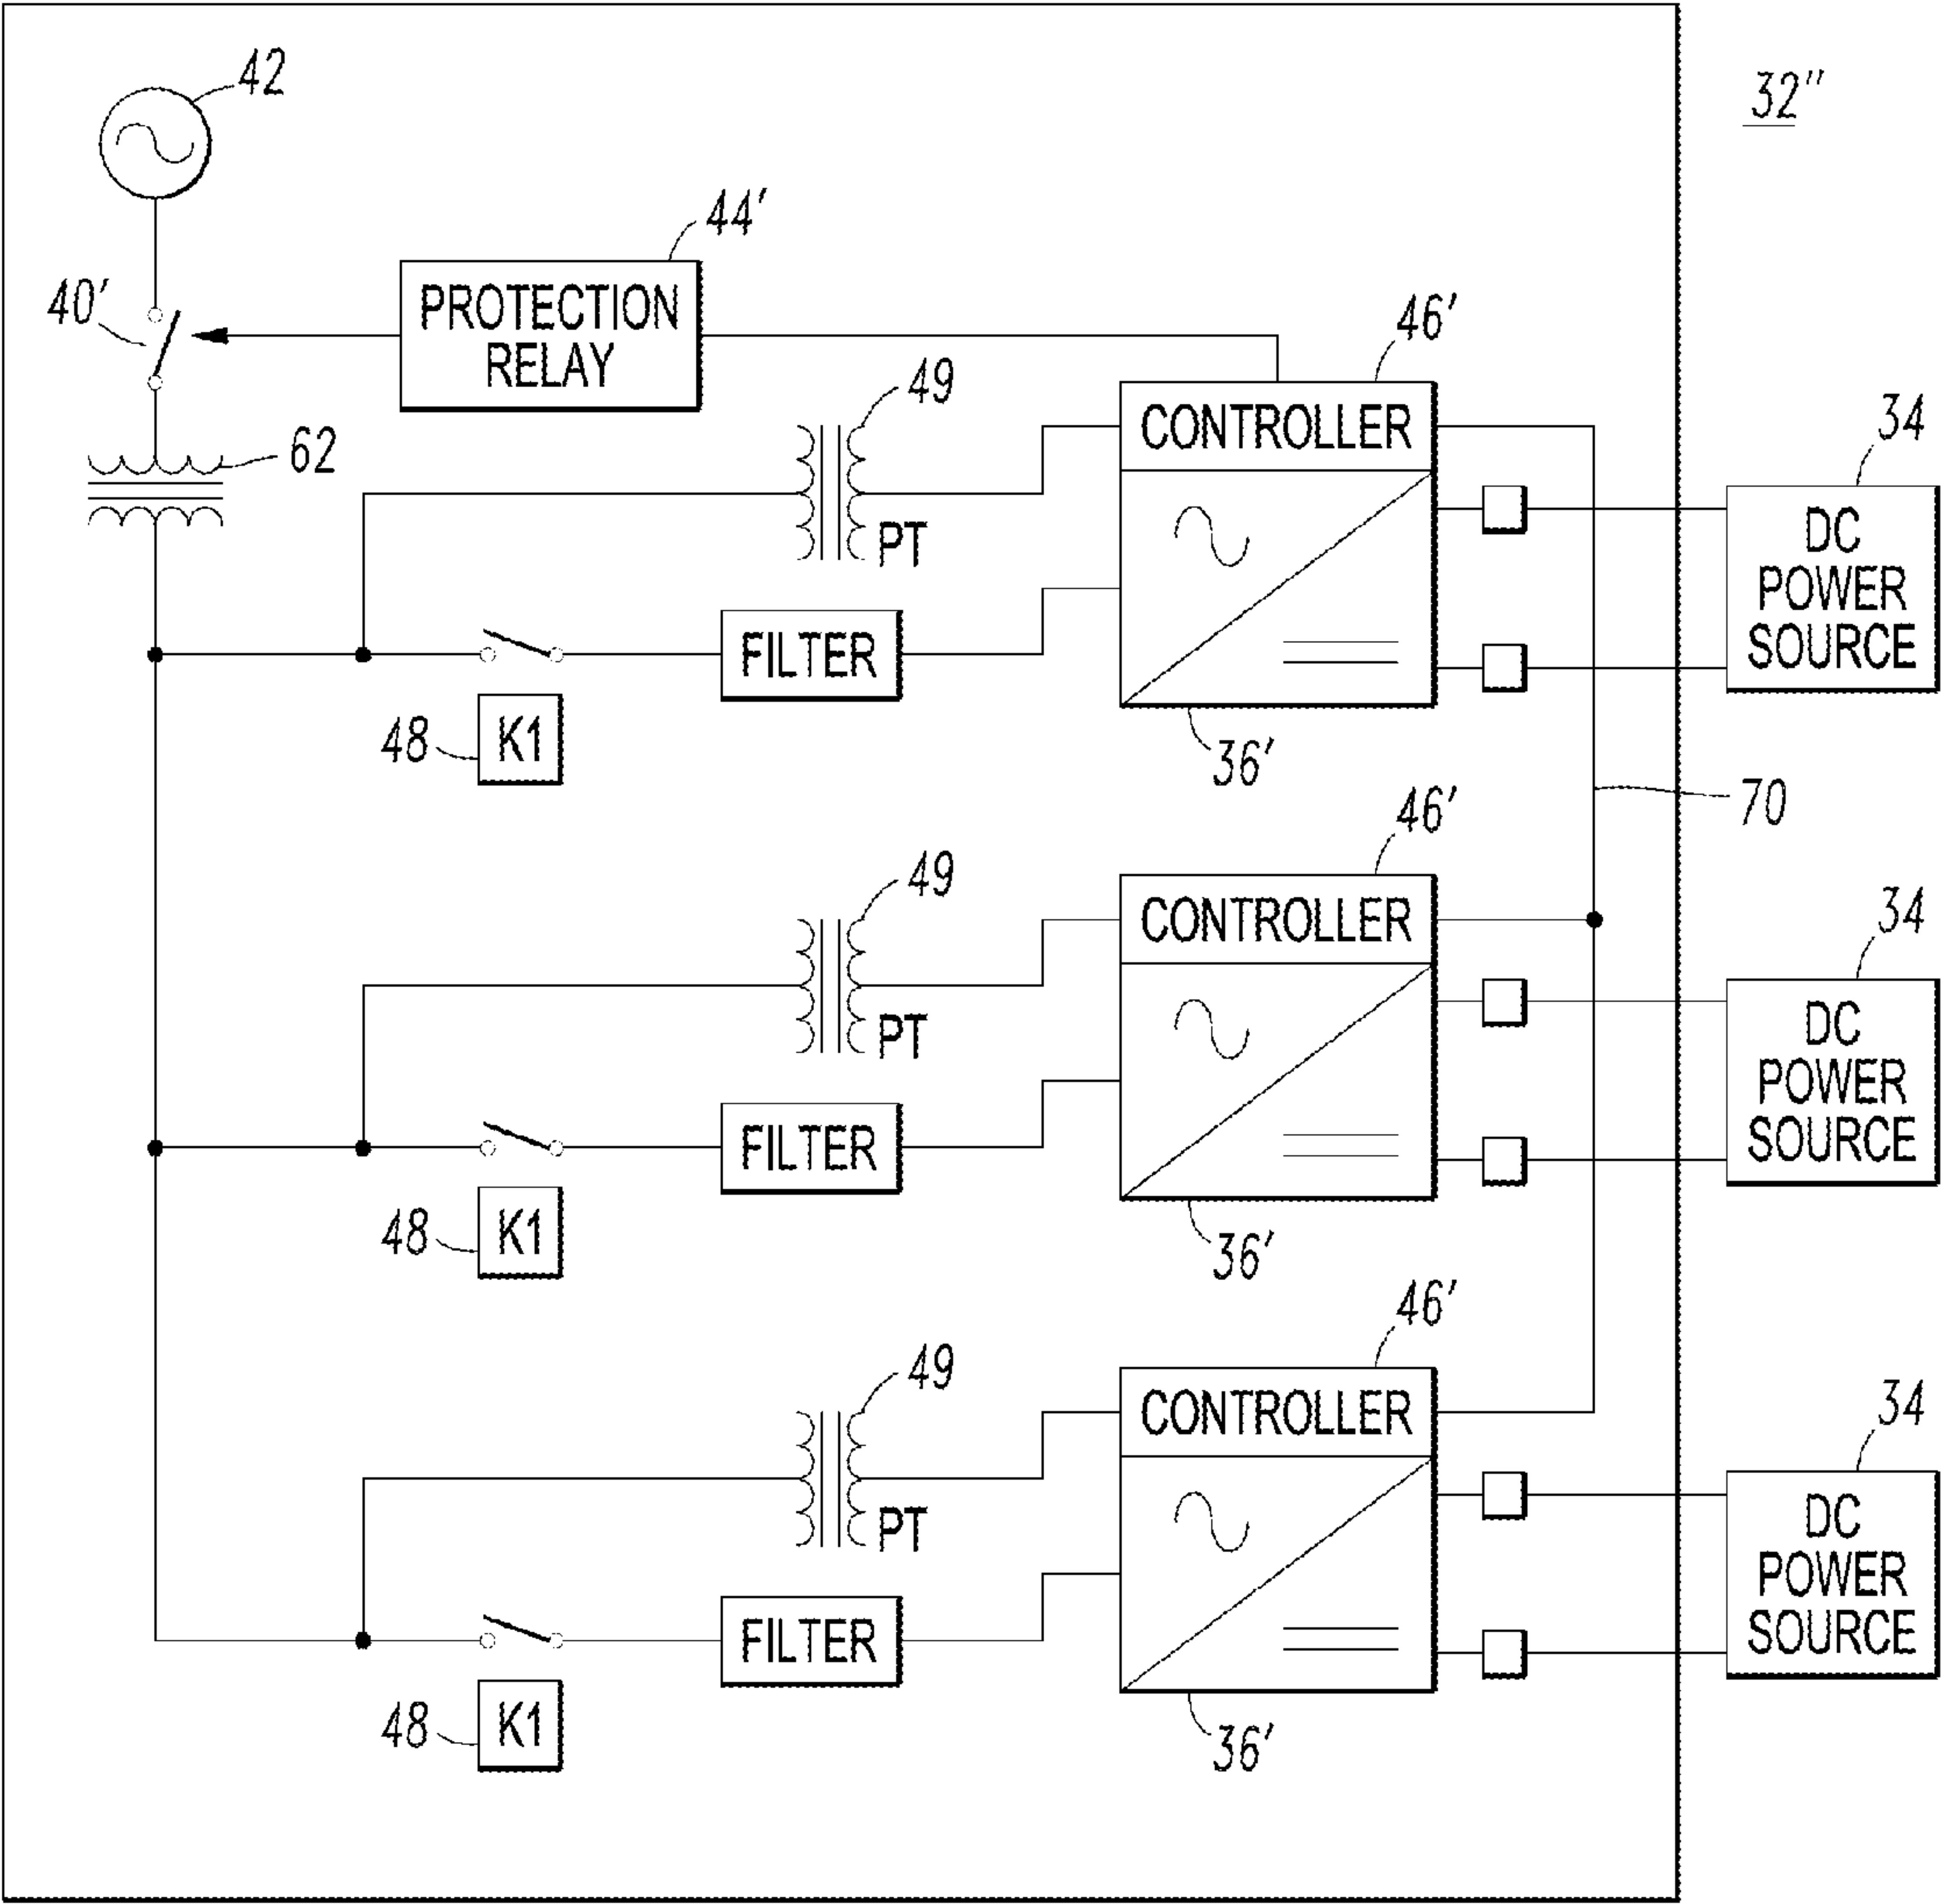 42
32"
44'
40'
PROTECTION
RELAY
46'
49
CONTROLLER
34
62
PT
DC
POWER
SOURCE
FILTER
48
K1
36'
70
46'
49
CONTROLLER
34
PT
DC
POWER
SOURCE
FILTER
48
K1
36'
46'
49
CONTROLLER
34
PT
DC
POWER
SOURCE
FILTER
48
K1
36'